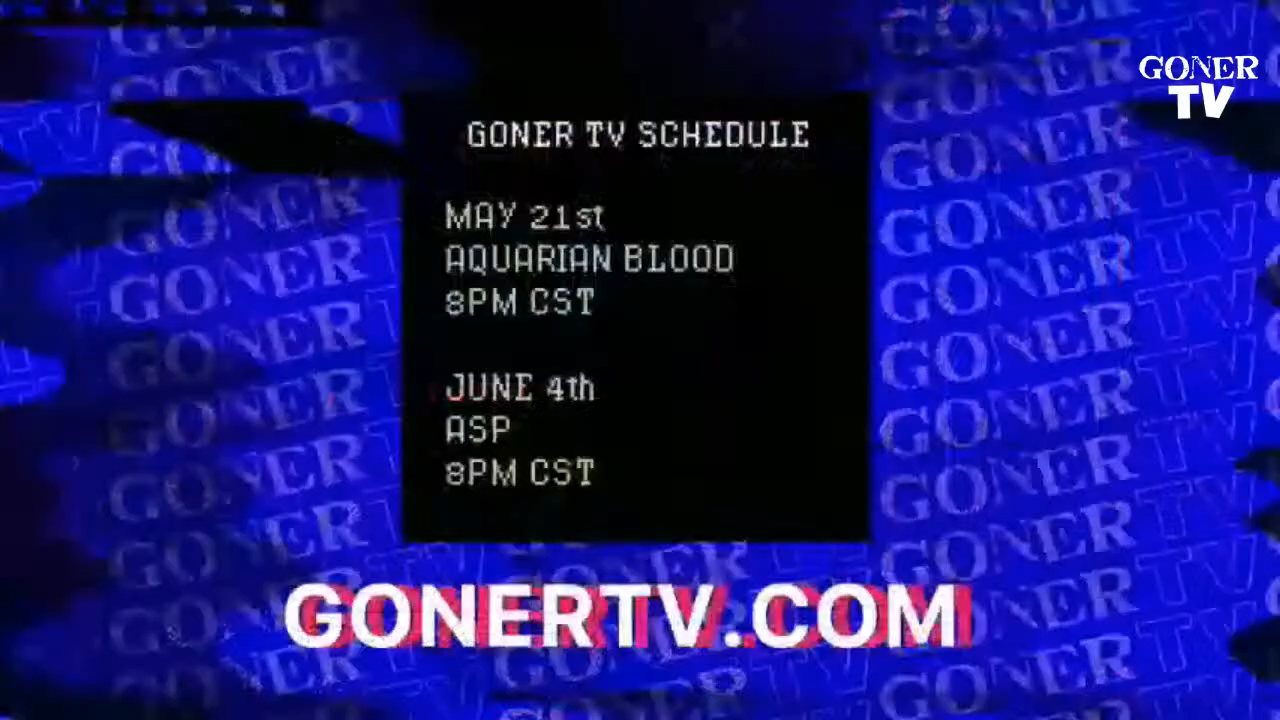 GONER
TV
GONER TV SCHEDULE
MAY 21st
AQUARIAN BLOOD
8PM CST
JUNE 4th
ASP
8PM CST
GONERTV.COM